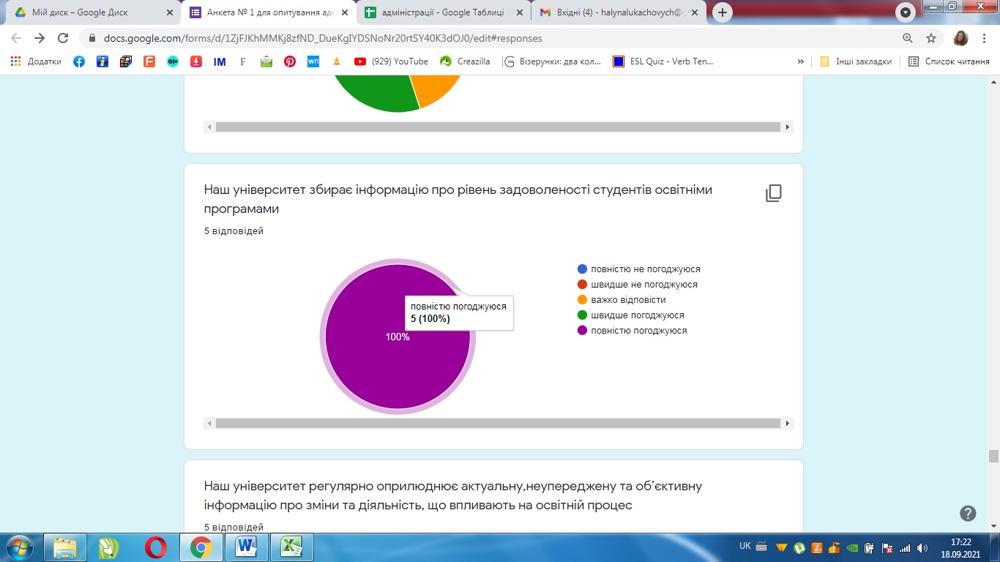 Мій диск – Google Диск
Анкета № 1 для опитування адм
адміністрації - Google Таблиці
Вхідні (4) - halynalukachovych@g
docs.google.com/forms/d/1ZjFJKhMMKj8zfND_DueKgIYDSNoNr20rtSY40K3dOJ0/edit#responses
Додатки
IM
F
wn
(929) YouTube
Creazilla
Візерунки: два кол...
ESL Quiz - Verb Ten...
»
Інші закладки
Список читання
Наш університет збирає інформацію про рівень задоволеності студентів освітніми
програмами
5 відповідей
повністю погоджуюся
5 (100%)
100%
повністю не погоджуюся
швидше не погоджуюся
важко відповісти
швидше погоджуюся
повністю погоджуюся
Наш університет регулярно оприлюднює актуальну,неупереджену та об’єктивну
інформацію про зміни та діяльність, що впливають на освітній процес
5 відповідей
UK
17:22
18.09.2021